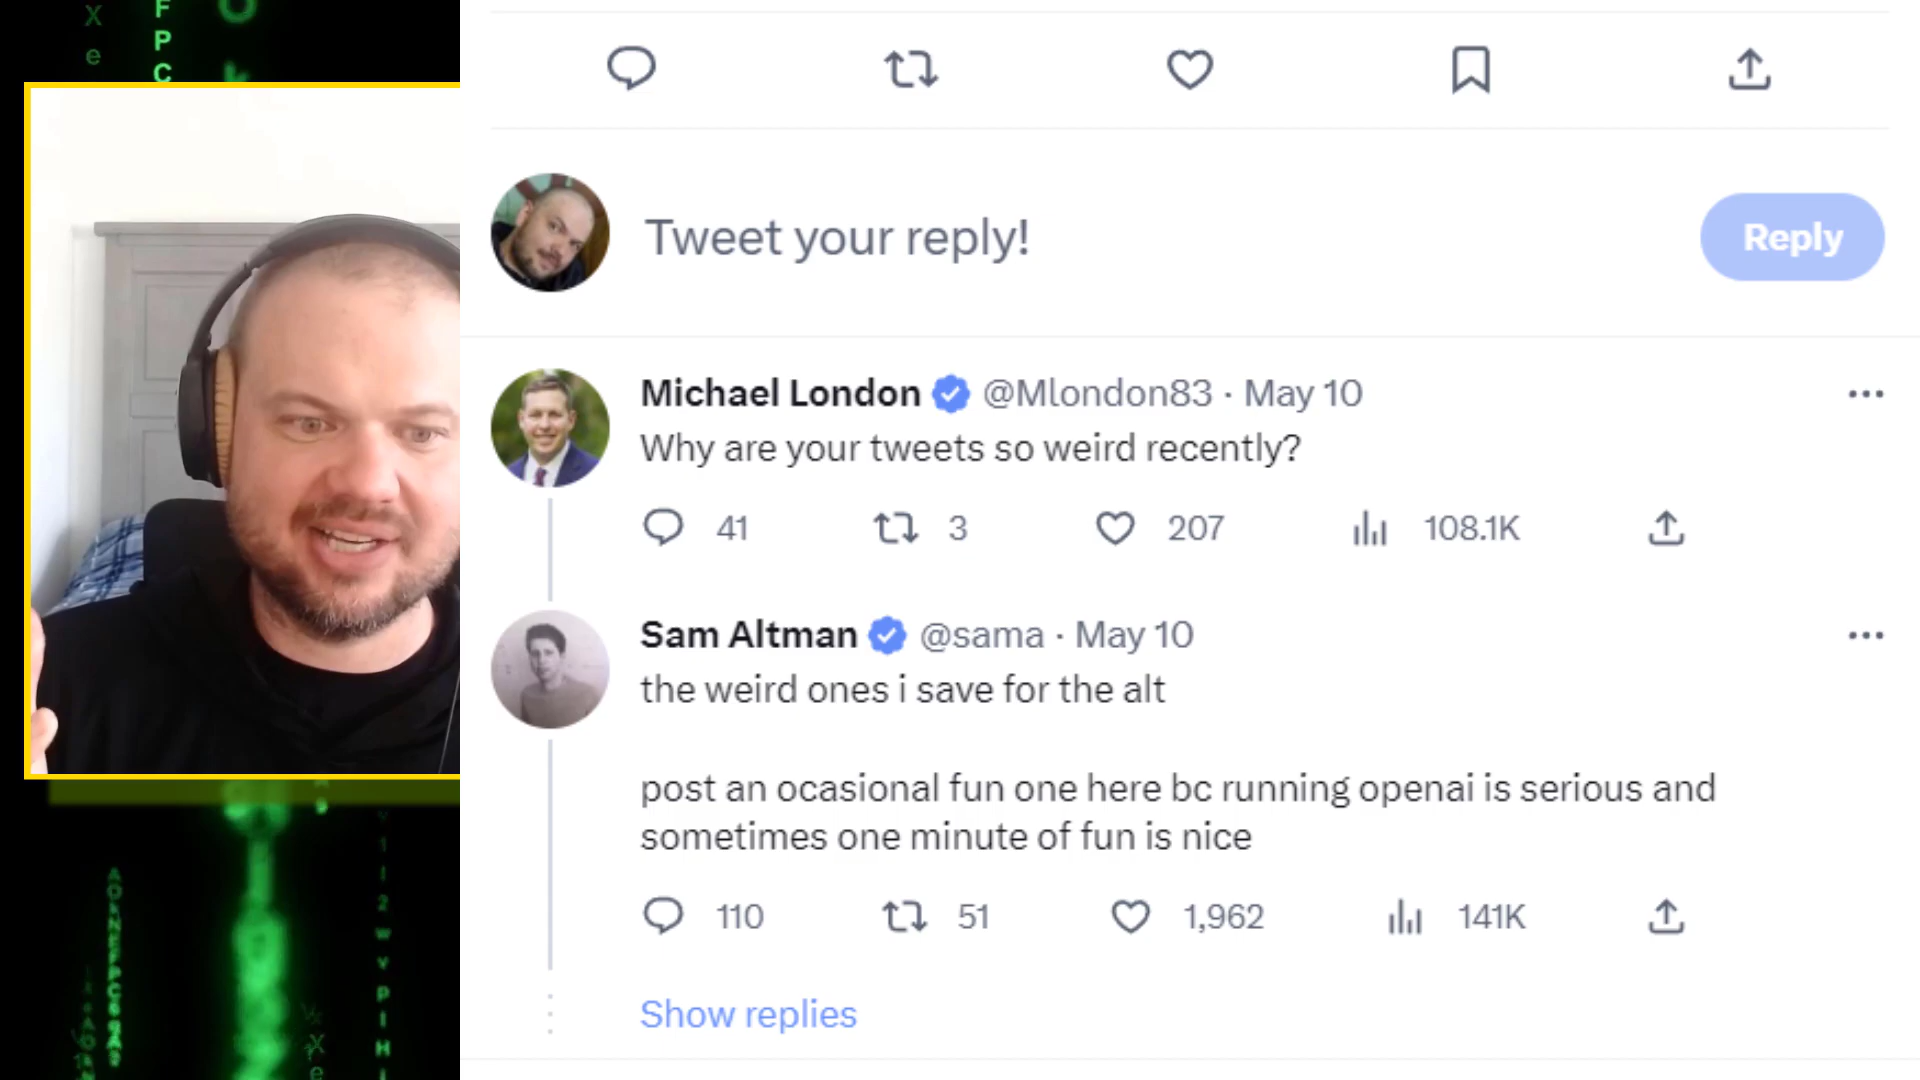 X
e
F
P
C
Tweet your reply!
Reply
Michael London @Mlondon83 · May 10
Why are your tweets so weird recently?
41 3 207 108.1K
Sam Altman @sama · May 10
the weird ones i save for the alt
post an ocasional fun one here bc running openai is serious and
sometimes one minute of fun is nice
110 51 1,962 141K
Show replies